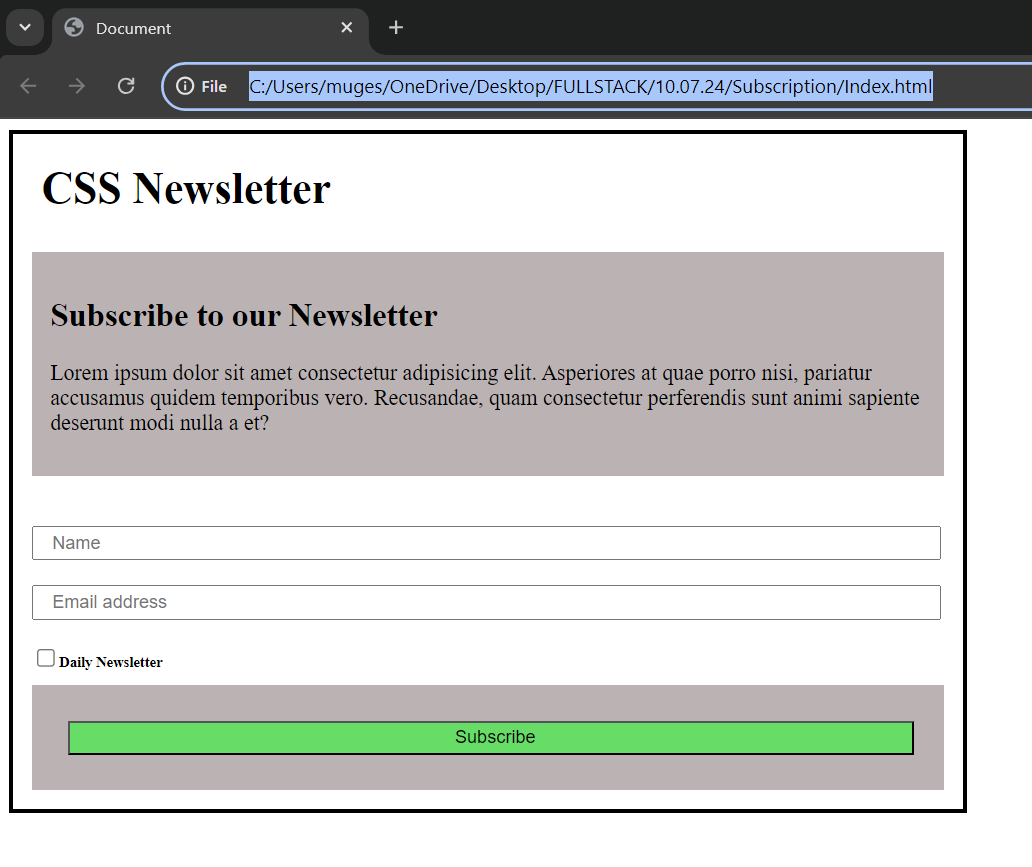 Document
File C:/Users/muges/OneDrive/Desktop/FULLSTACK/10.07.24/Subscription/Index.html
CSS Newsletter
Subscribe to our Newsletter
Lorem ipsum dolor sit amet consectetur adipisicing elit. Asperiores at quae porro nisi, pariatur
accusamus quidem temporibus vero. Recusandae, quam consectetur perferendis sunt animi sapiente
deserunt modi nulla a et?
Name
Email address
Daily Newsletter
Subscribe